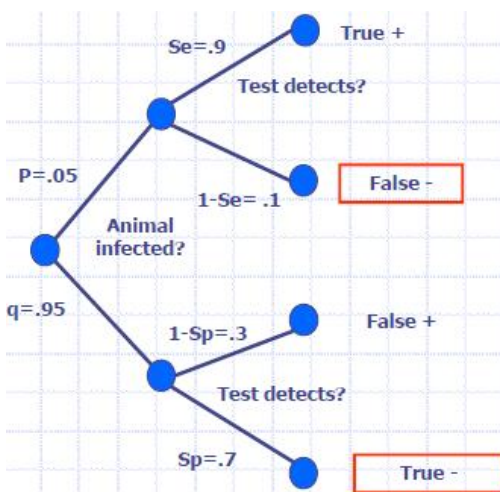 Se=.9
True +
Test detects?
P=.05
1-Se= .1
False -
Animal
infected?
q=.95
1-Sp=.3
False +
Test detects?
Sp=.7
True -